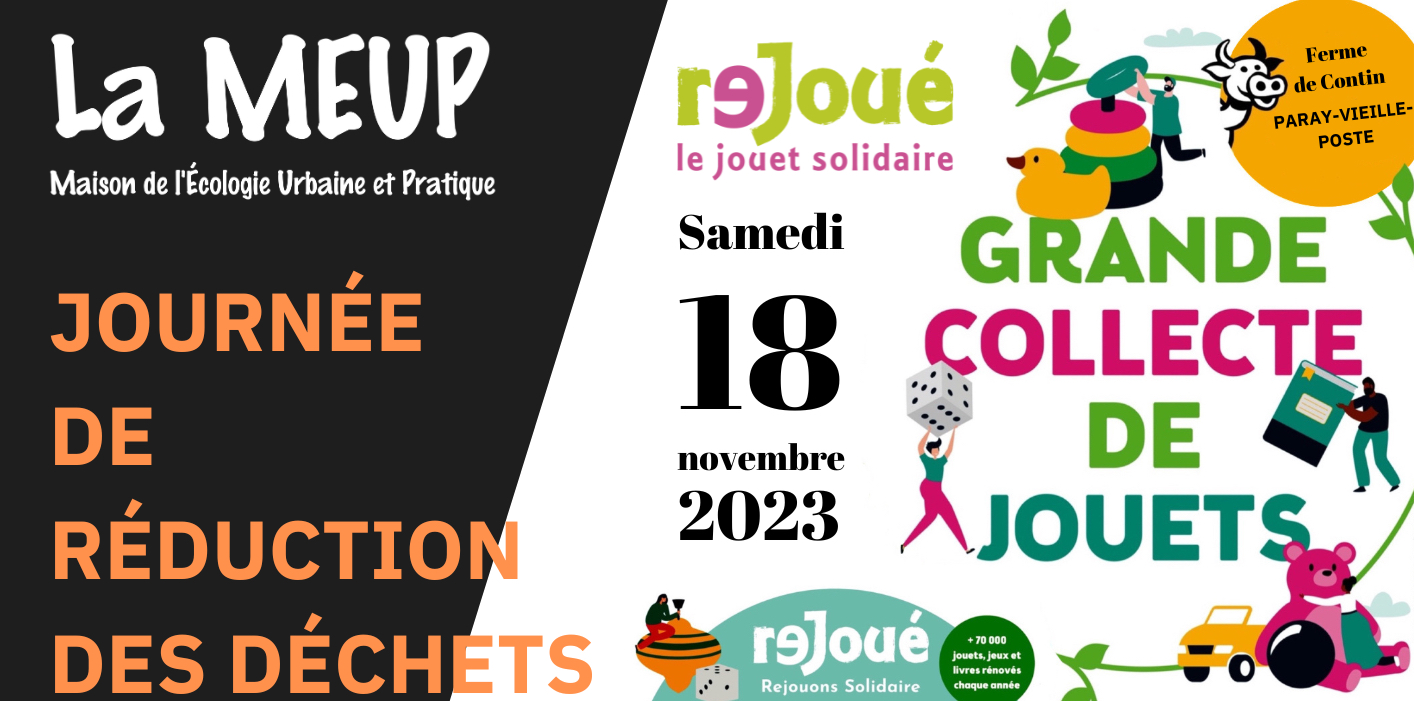 La MEUP
Maison de l'Écologie Urbaine et Pratique
JOURNÉE
DE
RÉDUCTION
DES DÉCHETS
reJoué
le jouet solidaire
Samedi
18
novembre
2023
Ferme
de Contin
PARAY-VIEILLE-
POSTE
GRANDE
COLLECTE
DE
JOUETS
reJoué
Rejouons Solidaire
+ 70 000
jouets, jeux et
livres rénovés
chaque année